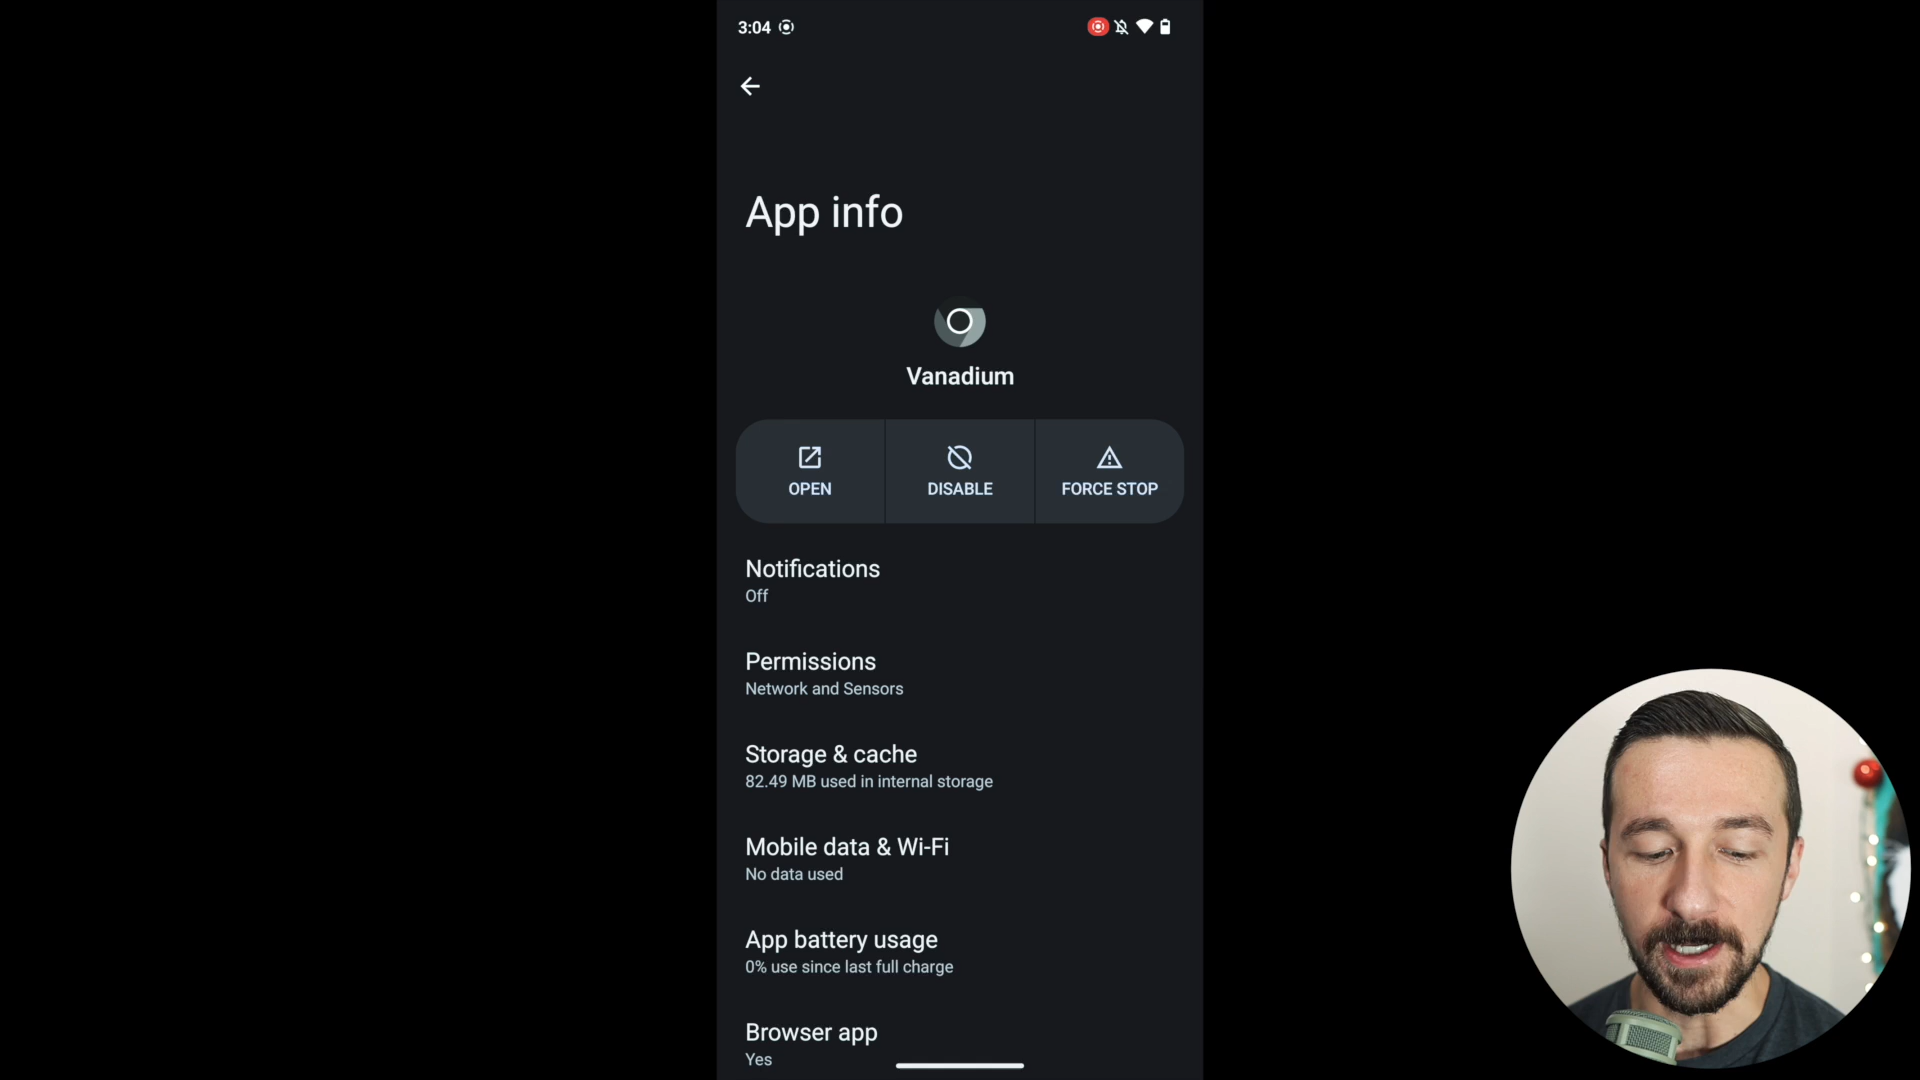 3:04
App info
Vanadium
OPEN
DISABLE
FORCE STOP
Notifications
Off
Permissions
Network and Sensors
Storage & cache
82.49 MB used in internal storage
Mobile data & Wi-Fi
No data used
App battery usage
0% use since last full charge
Browser app
Yes